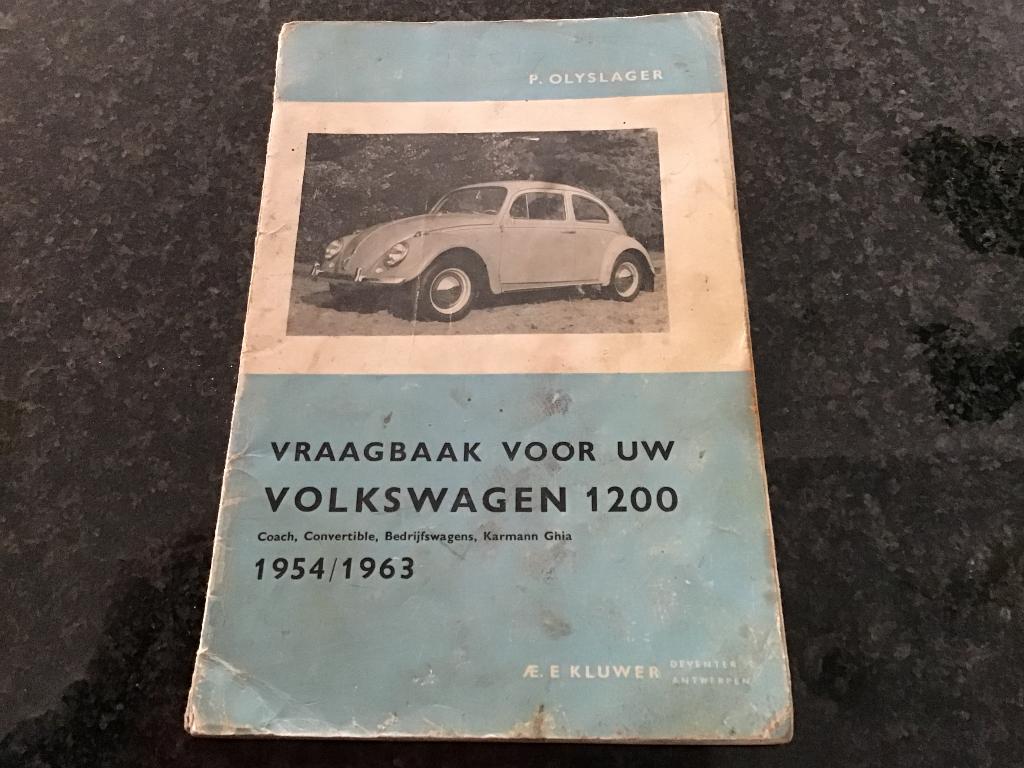 P. OLYSLAGER
VRAAGBAAK VOOR UW
VOLKSWAGEN 1200
Coach, Convertible, Bedrijfswagens, Karmann Ghia
1954/1963
Æ. E KLUWER
DEVENTER
ANTWERPEN